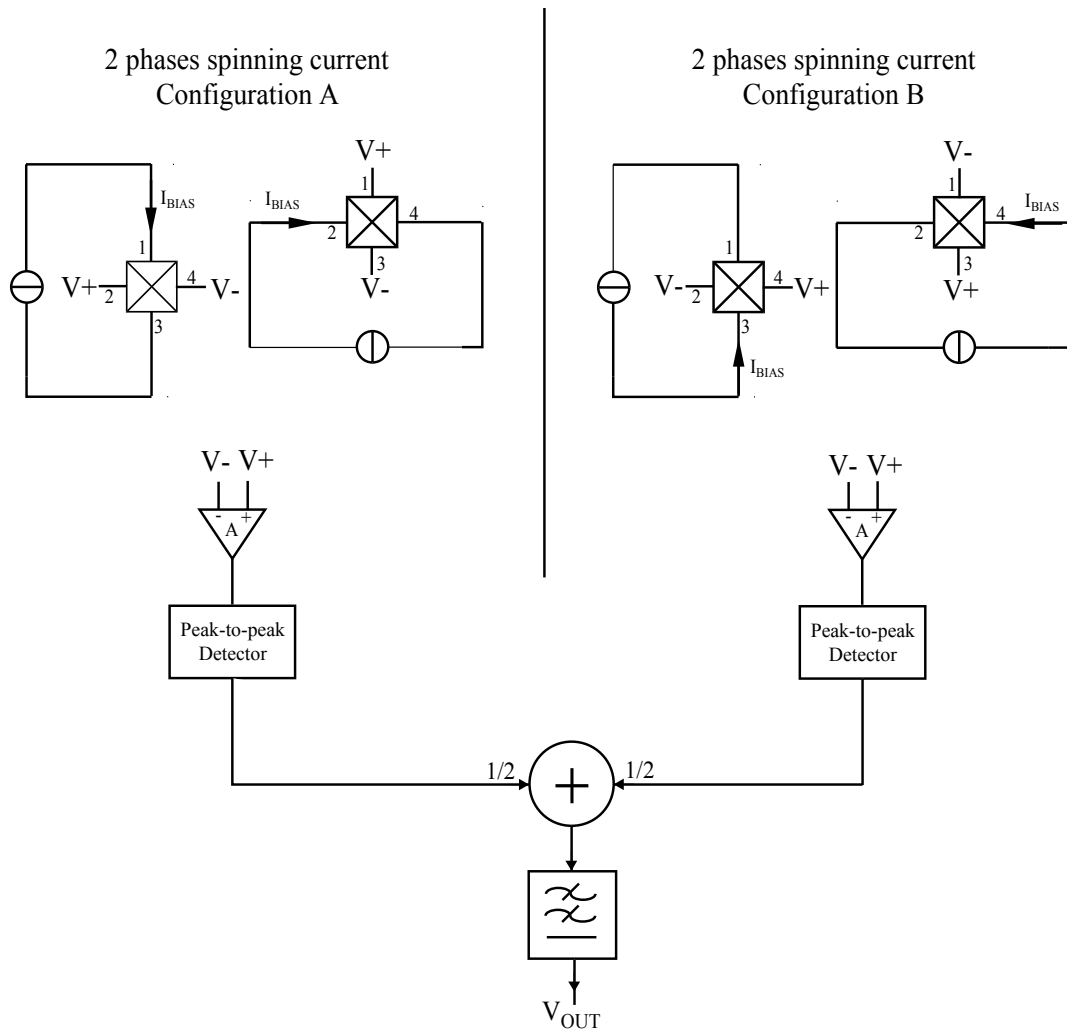 2 phases spinning current
Configuration A
2 phases spinning current
Configuration B
I_BIAS
1
V+
2
4
V-
3
V+
1
I_BIAS
2
4
3
V-
1
V-
2
4
V+
3
I_BIAS
V-
1
4
I_BIAS
2
3
V+
V- V+
- +
A
V- V+
- +
A
Peak-to-peak
Detector
Peak-to-peak
Detector
1/2
+
1/2
V_OUT